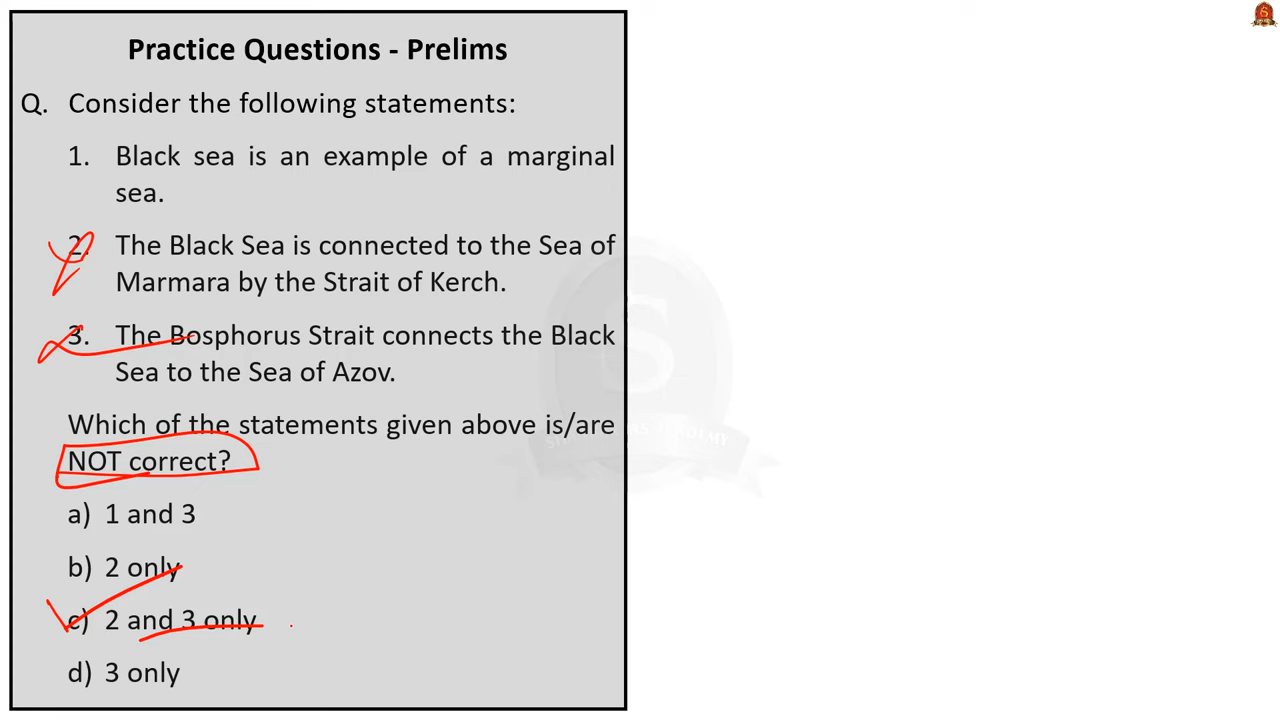 Practice Questions - Prelims
Q. Consider the following statements:
1. Black sea is an example of a marginal
sea.
2. The Black Sea is connected to the Sea of
Marmara by the Strait of Kerch.
3. The Bosphorus Strait connects the Black
Sea to the Sea of Azov.
Which of the statements given above is/are
NOT correct?
a) 1 and 3
b) 2 only
c) 2 and 3 only
d) 3 only